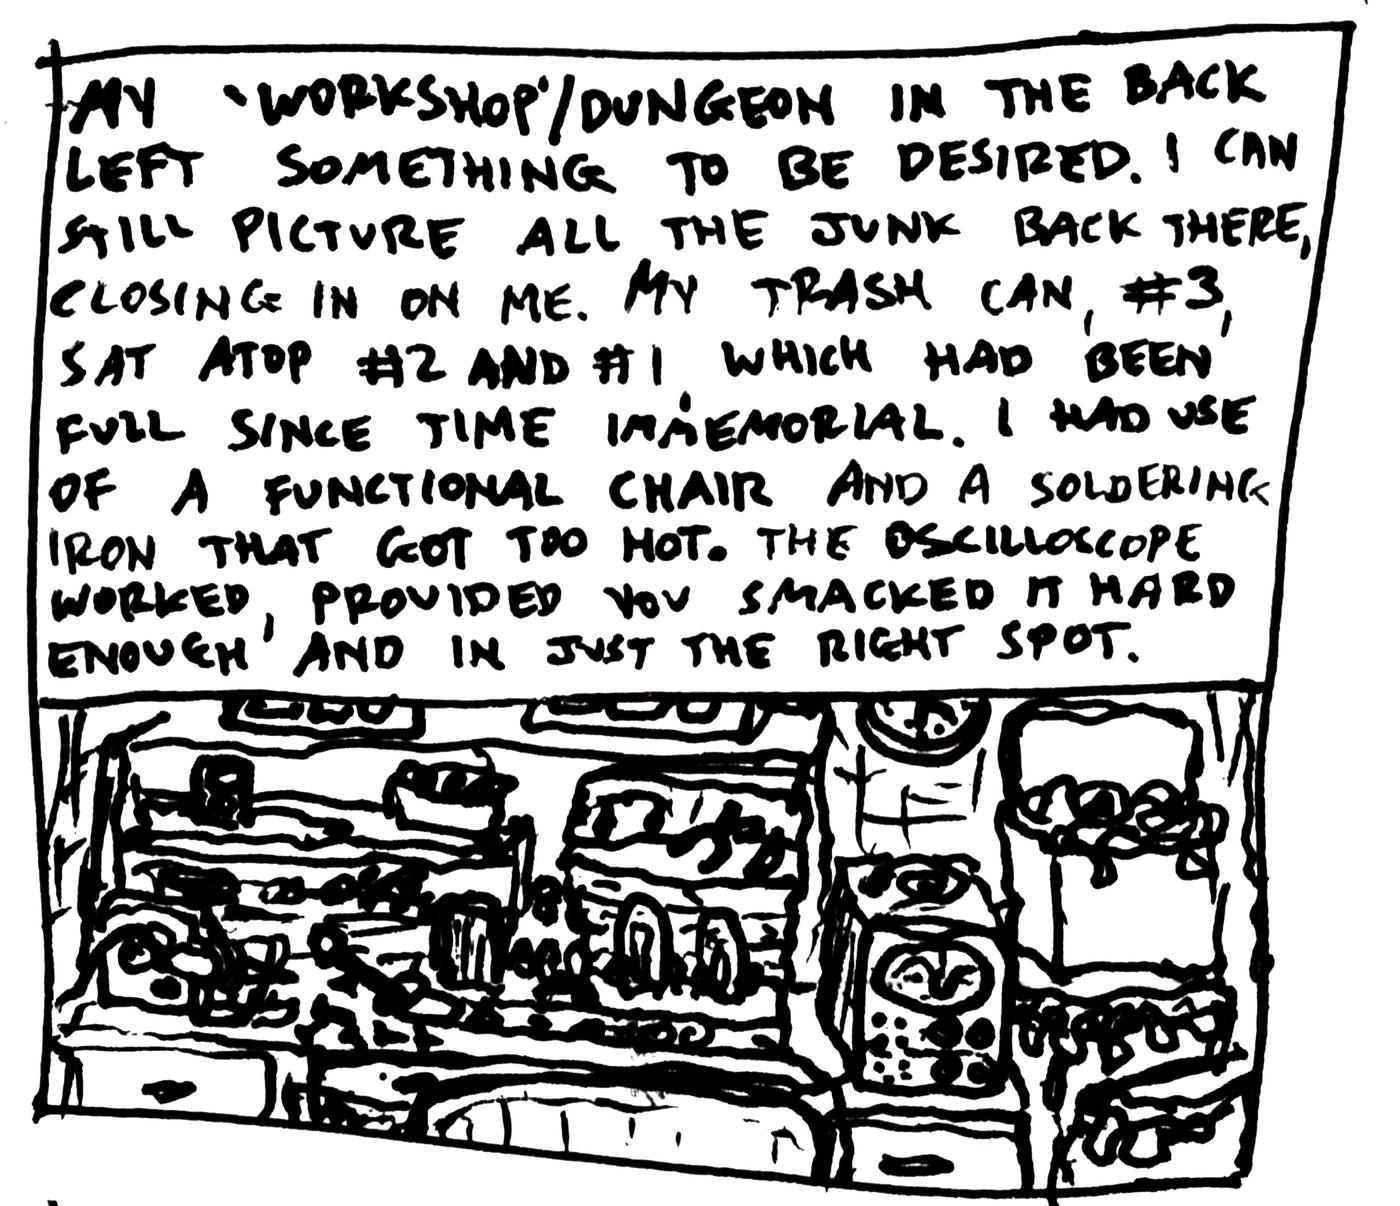 MY 'WORKSHOP'/DUNGEON IN THE BACK
LEFT SOMETHING TO BE DESIRED. I CAN
STILL PICTURE ALL THE JUNK BACK THERE,
CLOSING IN ON ME. MY TRASH CAN, #3,
SAT ATOP #2 AND #1, WHICH HAD BEEN
FULL SINCE TIME IMMEMORIAL. I HAD USE
OF A FUNCTIONAL CHAIR AND A SOLDERING
IRON THAT GOT TOO HOT. THE OSCILLOSCOPE
WORKED, PROVIDED YOU SMACKED IT HARD
ENOUGH AND IN JUST THE RIGHT SPOT.